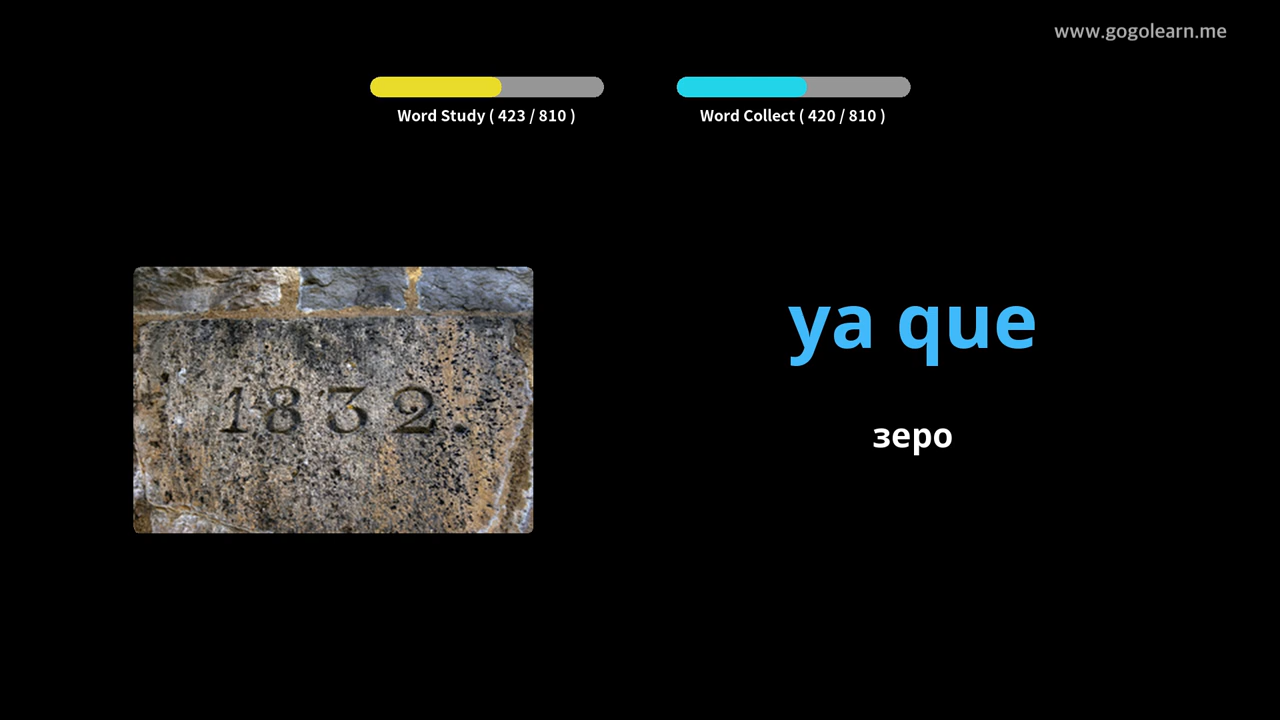 www.gogolearn.me
Word Study ( 423 / 810 )
Word Collect ( 420 / 810 )
1832.
ya que
зеро